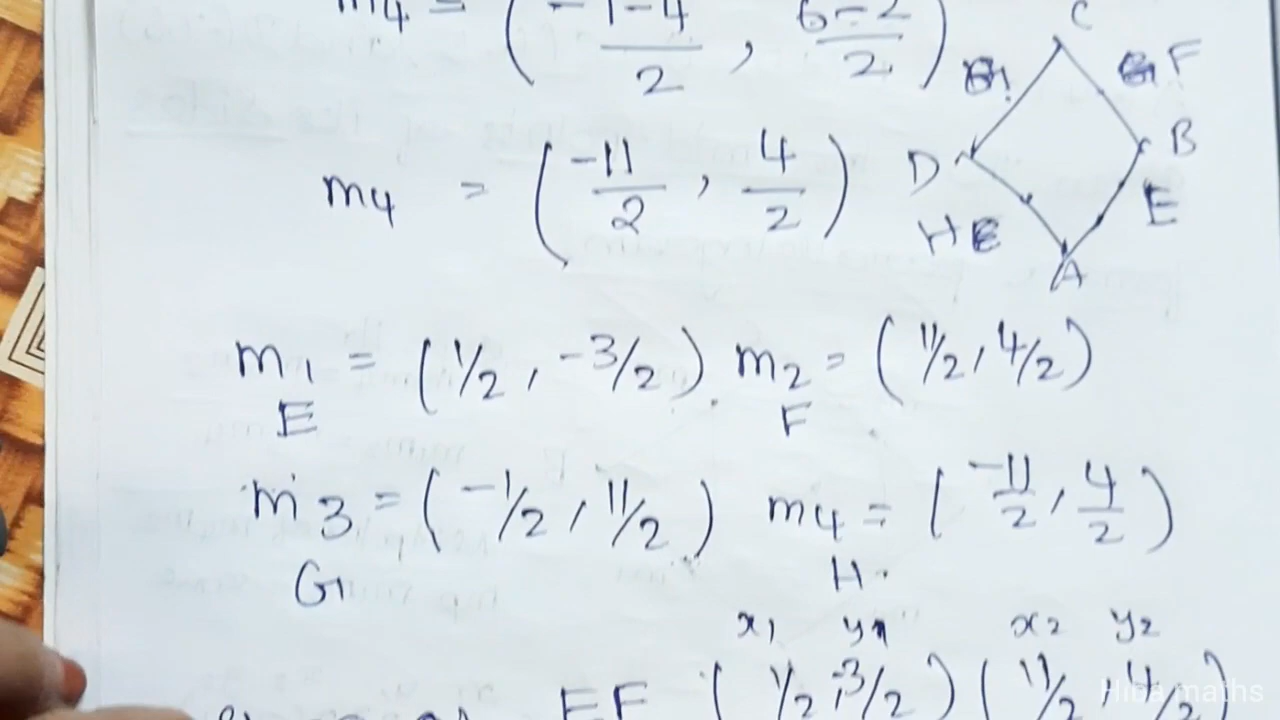 m4 = (-7-4/2, 6-2/2)
C
G F
m4 = (-11/2, 4/2) D B
H E
A
m1 = (1/2, -3/2) m2 = (11/2, 4/2)
E F
m3 = (-1/2, 11/2) m4 = (-11/2, 4/2)
G H
x1 y1 x2 y2
EF (1/2, -3/2) (11/2, 4/2)
Hiba maths